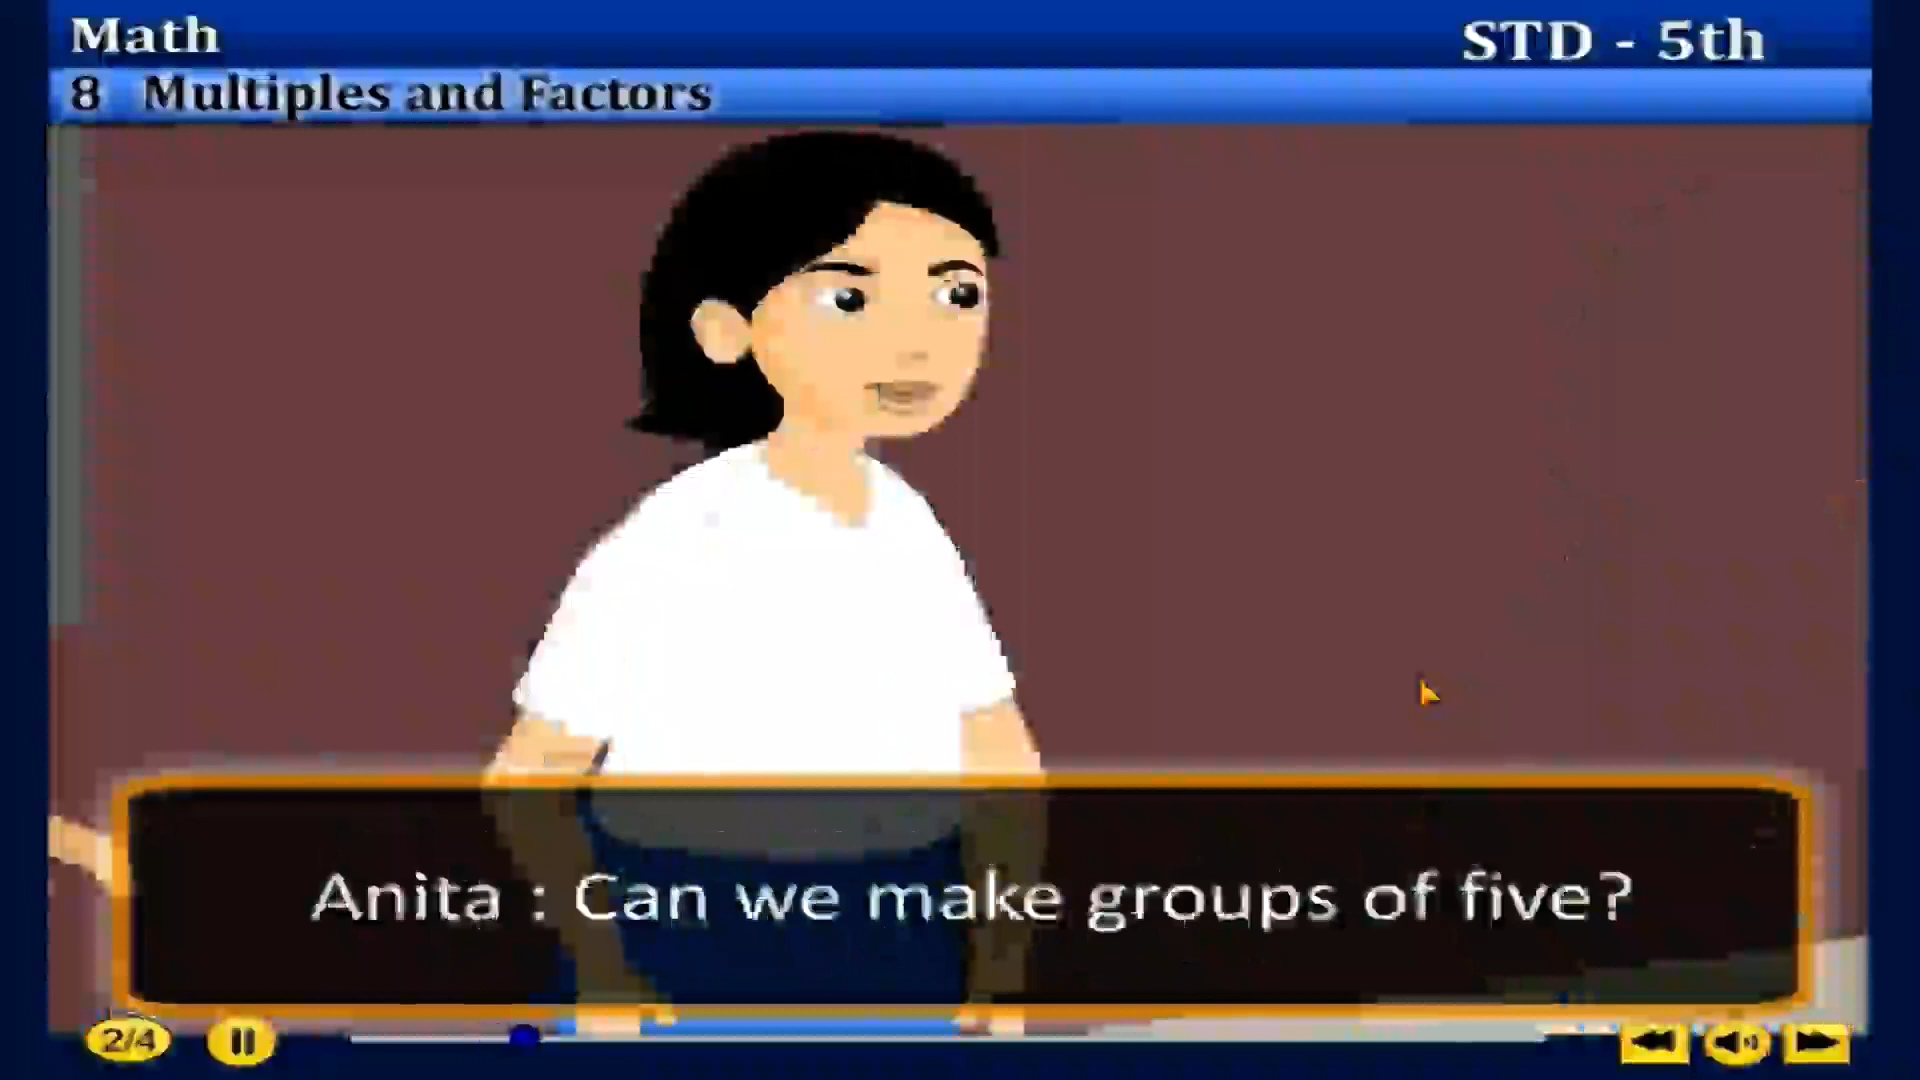 Math
STD - 5th
8 Multiples and Factors
Anita : Can we make groups of five?
2/4